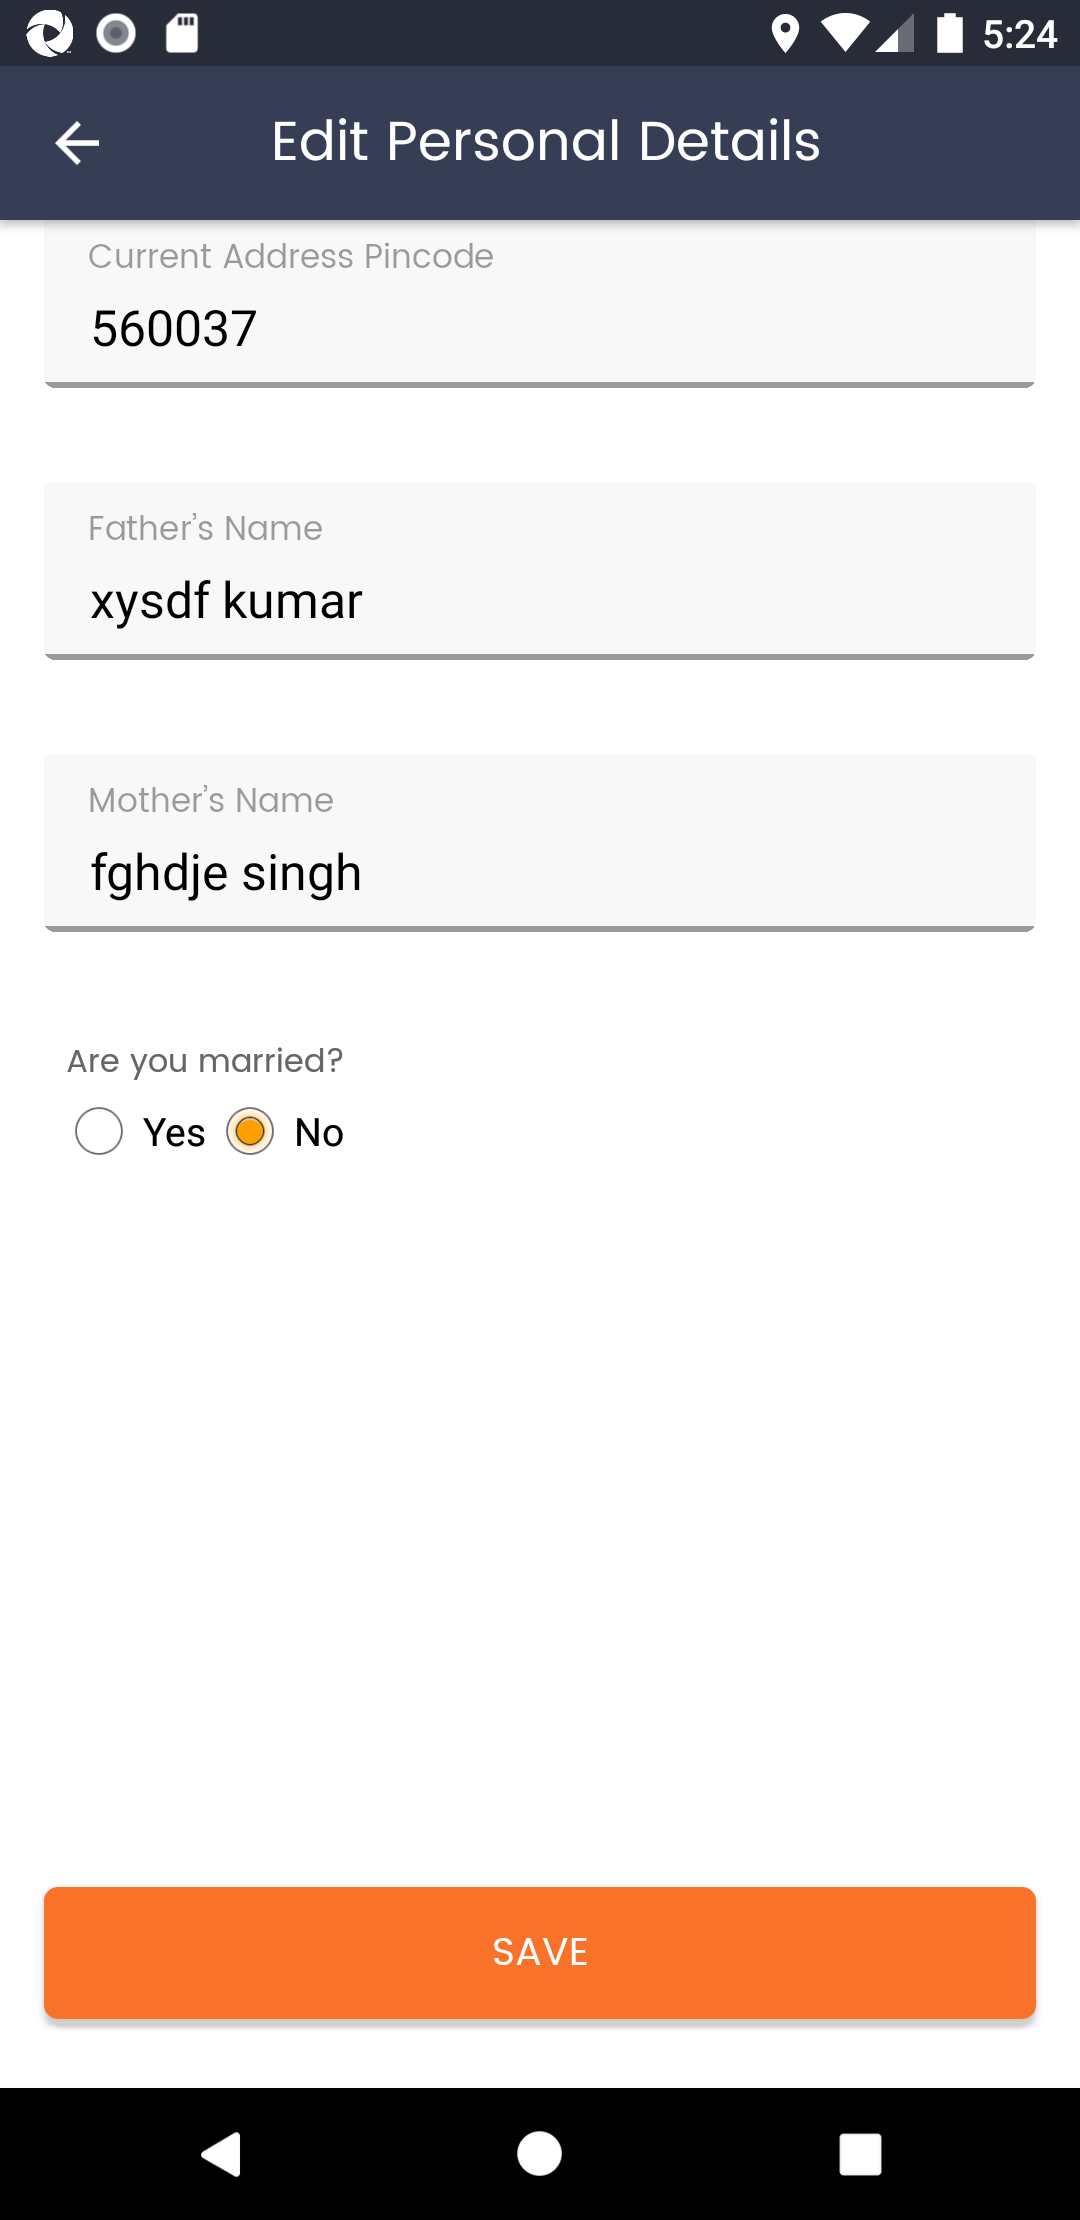 5:24
Edit Personal Details
Current Address Pincode
560037
Father's Name
xysdf kumar
Mother's Name
fghdje singh
Are you married?
Yes No
SAVE